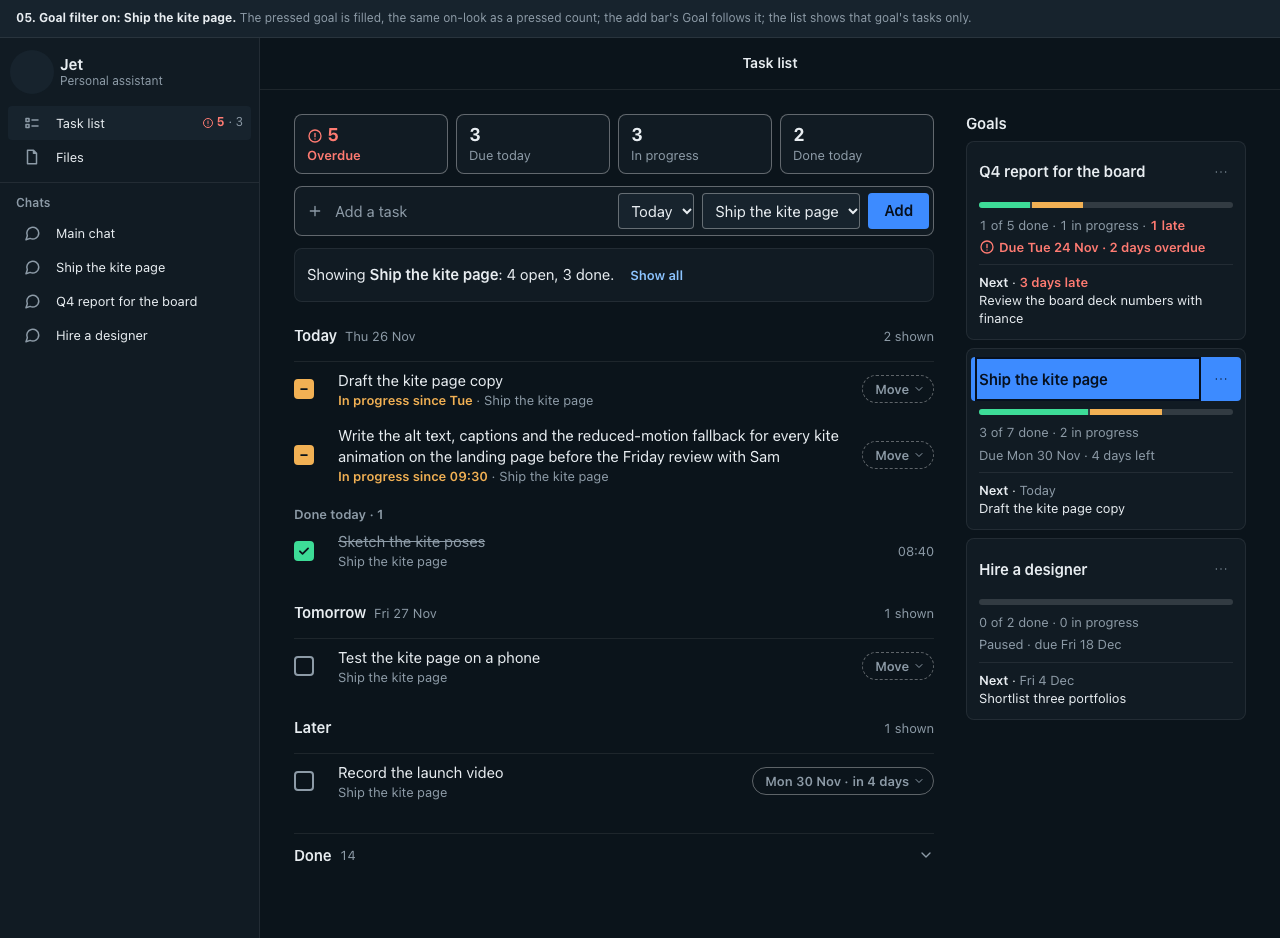 05. Goal filter on: Ship the kite page. The pressed goal is filled, the same on-look as a pressed count; the add bar's Goal follows it; the list shows that goal's tasks only.
Jet
Personal assistant
Task list
5 · 3
Files
Chats
Main chat
Ship the kite page
Q4 report for the board
Hire a designer
Task list
5
Overdue
3
Due today
3
In progress
2
Done today
+ Add a task
Today
Ship the kite page
Add
Showing Ship the kite page: 4 open, 3 done. Show all
Today Thu 26 Nov
2 shown
Draft the kite page copy
In progress since Tue · Ship the kite page
Move
Write the alt text, captions and the reduced-motion fallback for every kite
animation on the landing page before the Friday review with Sam
In progress since 09:30 · Ship the kite page
Move
Done today · 1
Sketch the kite poses
Ship the kite page
08:40
Tomorrow Fri 27 Nov
1 shown
Test the kite page on a phone
Ship the kite page
Move
Later
1 shown
Record the launch video
Ship the kite page
Mon 30 Nov · in 4 days
Done 14
Goals
Q4 report for the board
···
1 of 5 done · 1 in progress · 1 late
Due Tue 24 Nov · 2 days overdue
Next · 3 days late
Review the board deck numbers with
finance
Ship the kite page
···
3 of 7 done · 2 in progress
Due Mon 30 Nov · 4 days left
Next · Today
Draft the kite page copy
Hire a designer
···
0 of 2 done · 0 in progress
Paused · due Fri 18 Dec
Next · Fri 4 Dec
Shortlist three portfolios